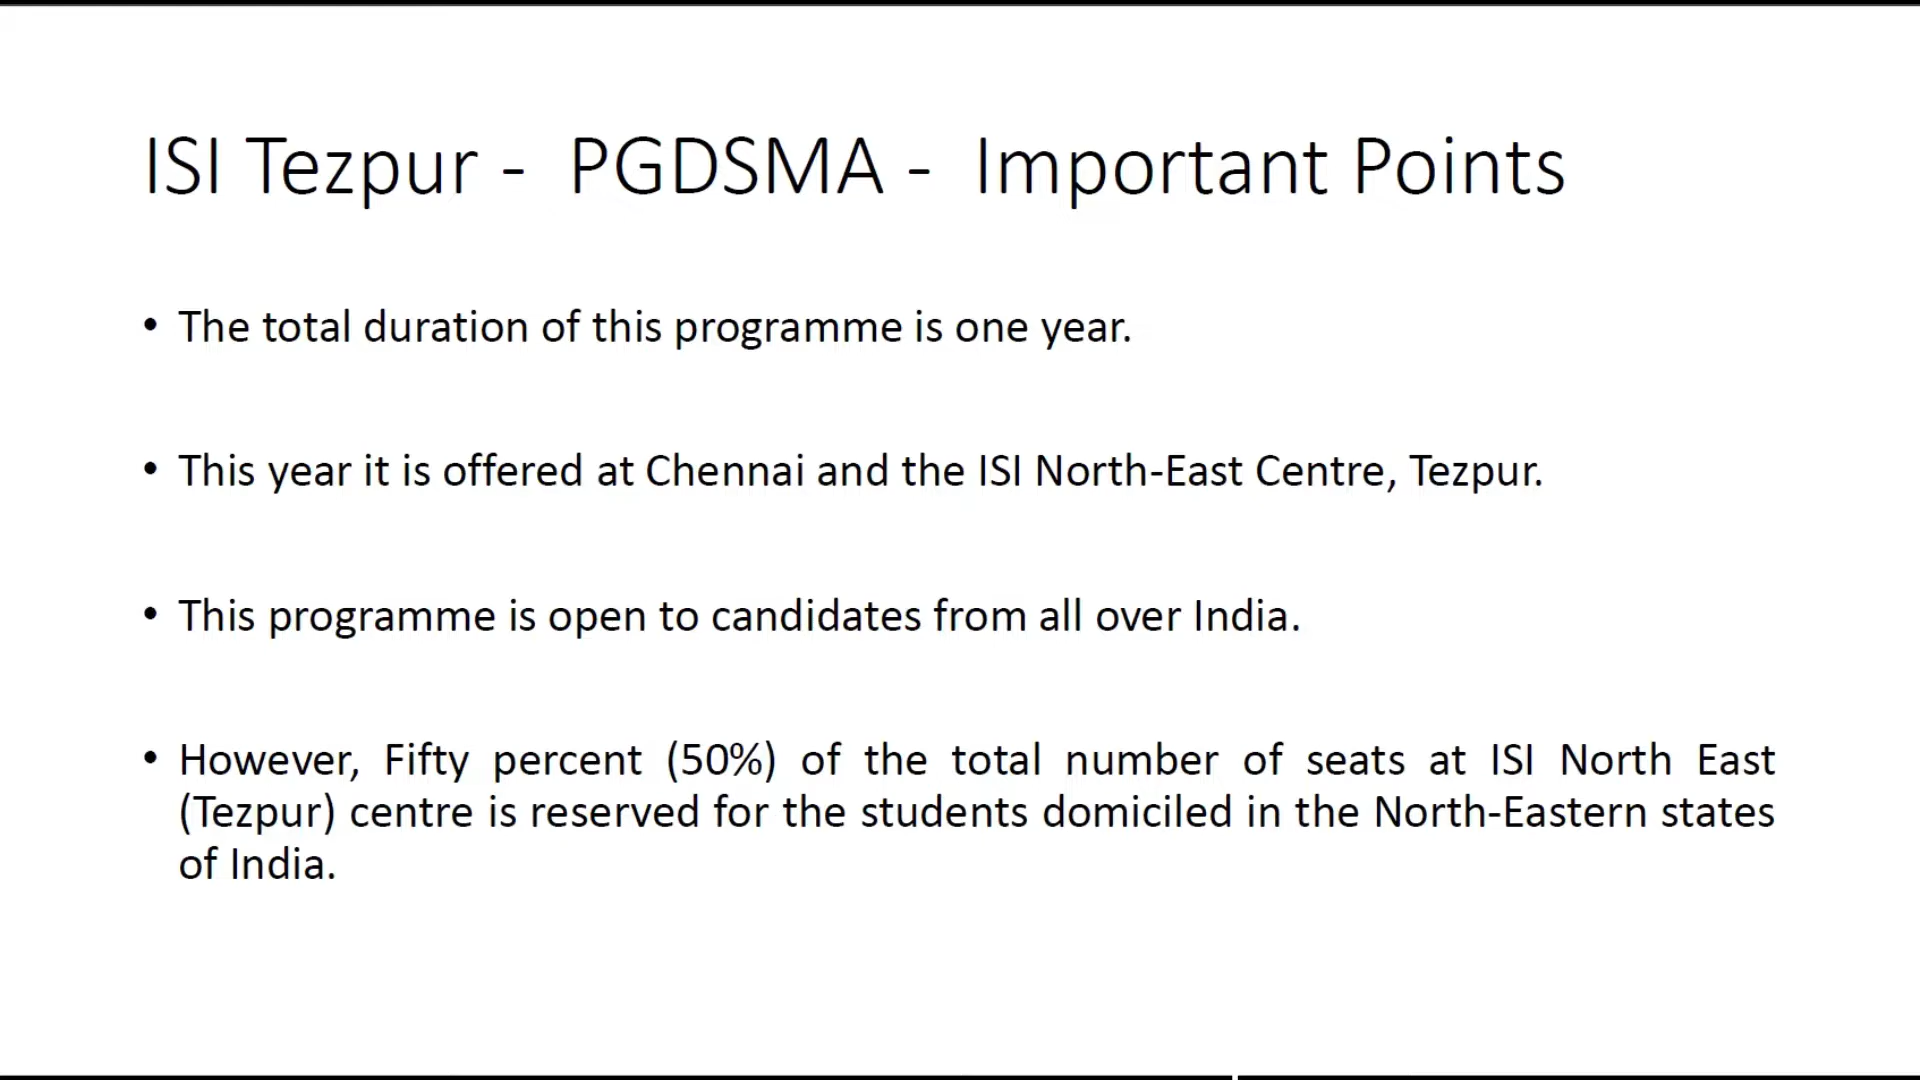 ISI Tezpur - PGDSMA - Important Points
• The total duration of this programme is one year.
• This year it is offered at Chennai and the ISI North-East Centre, Tezpur.
• This programme is open to candidates from all over India.
• However, Fifty percent (50%) of the total number of seats at ISI North East
(Tezpur) centre is reserved for the students domiciled in the North-Eastern states
of India.